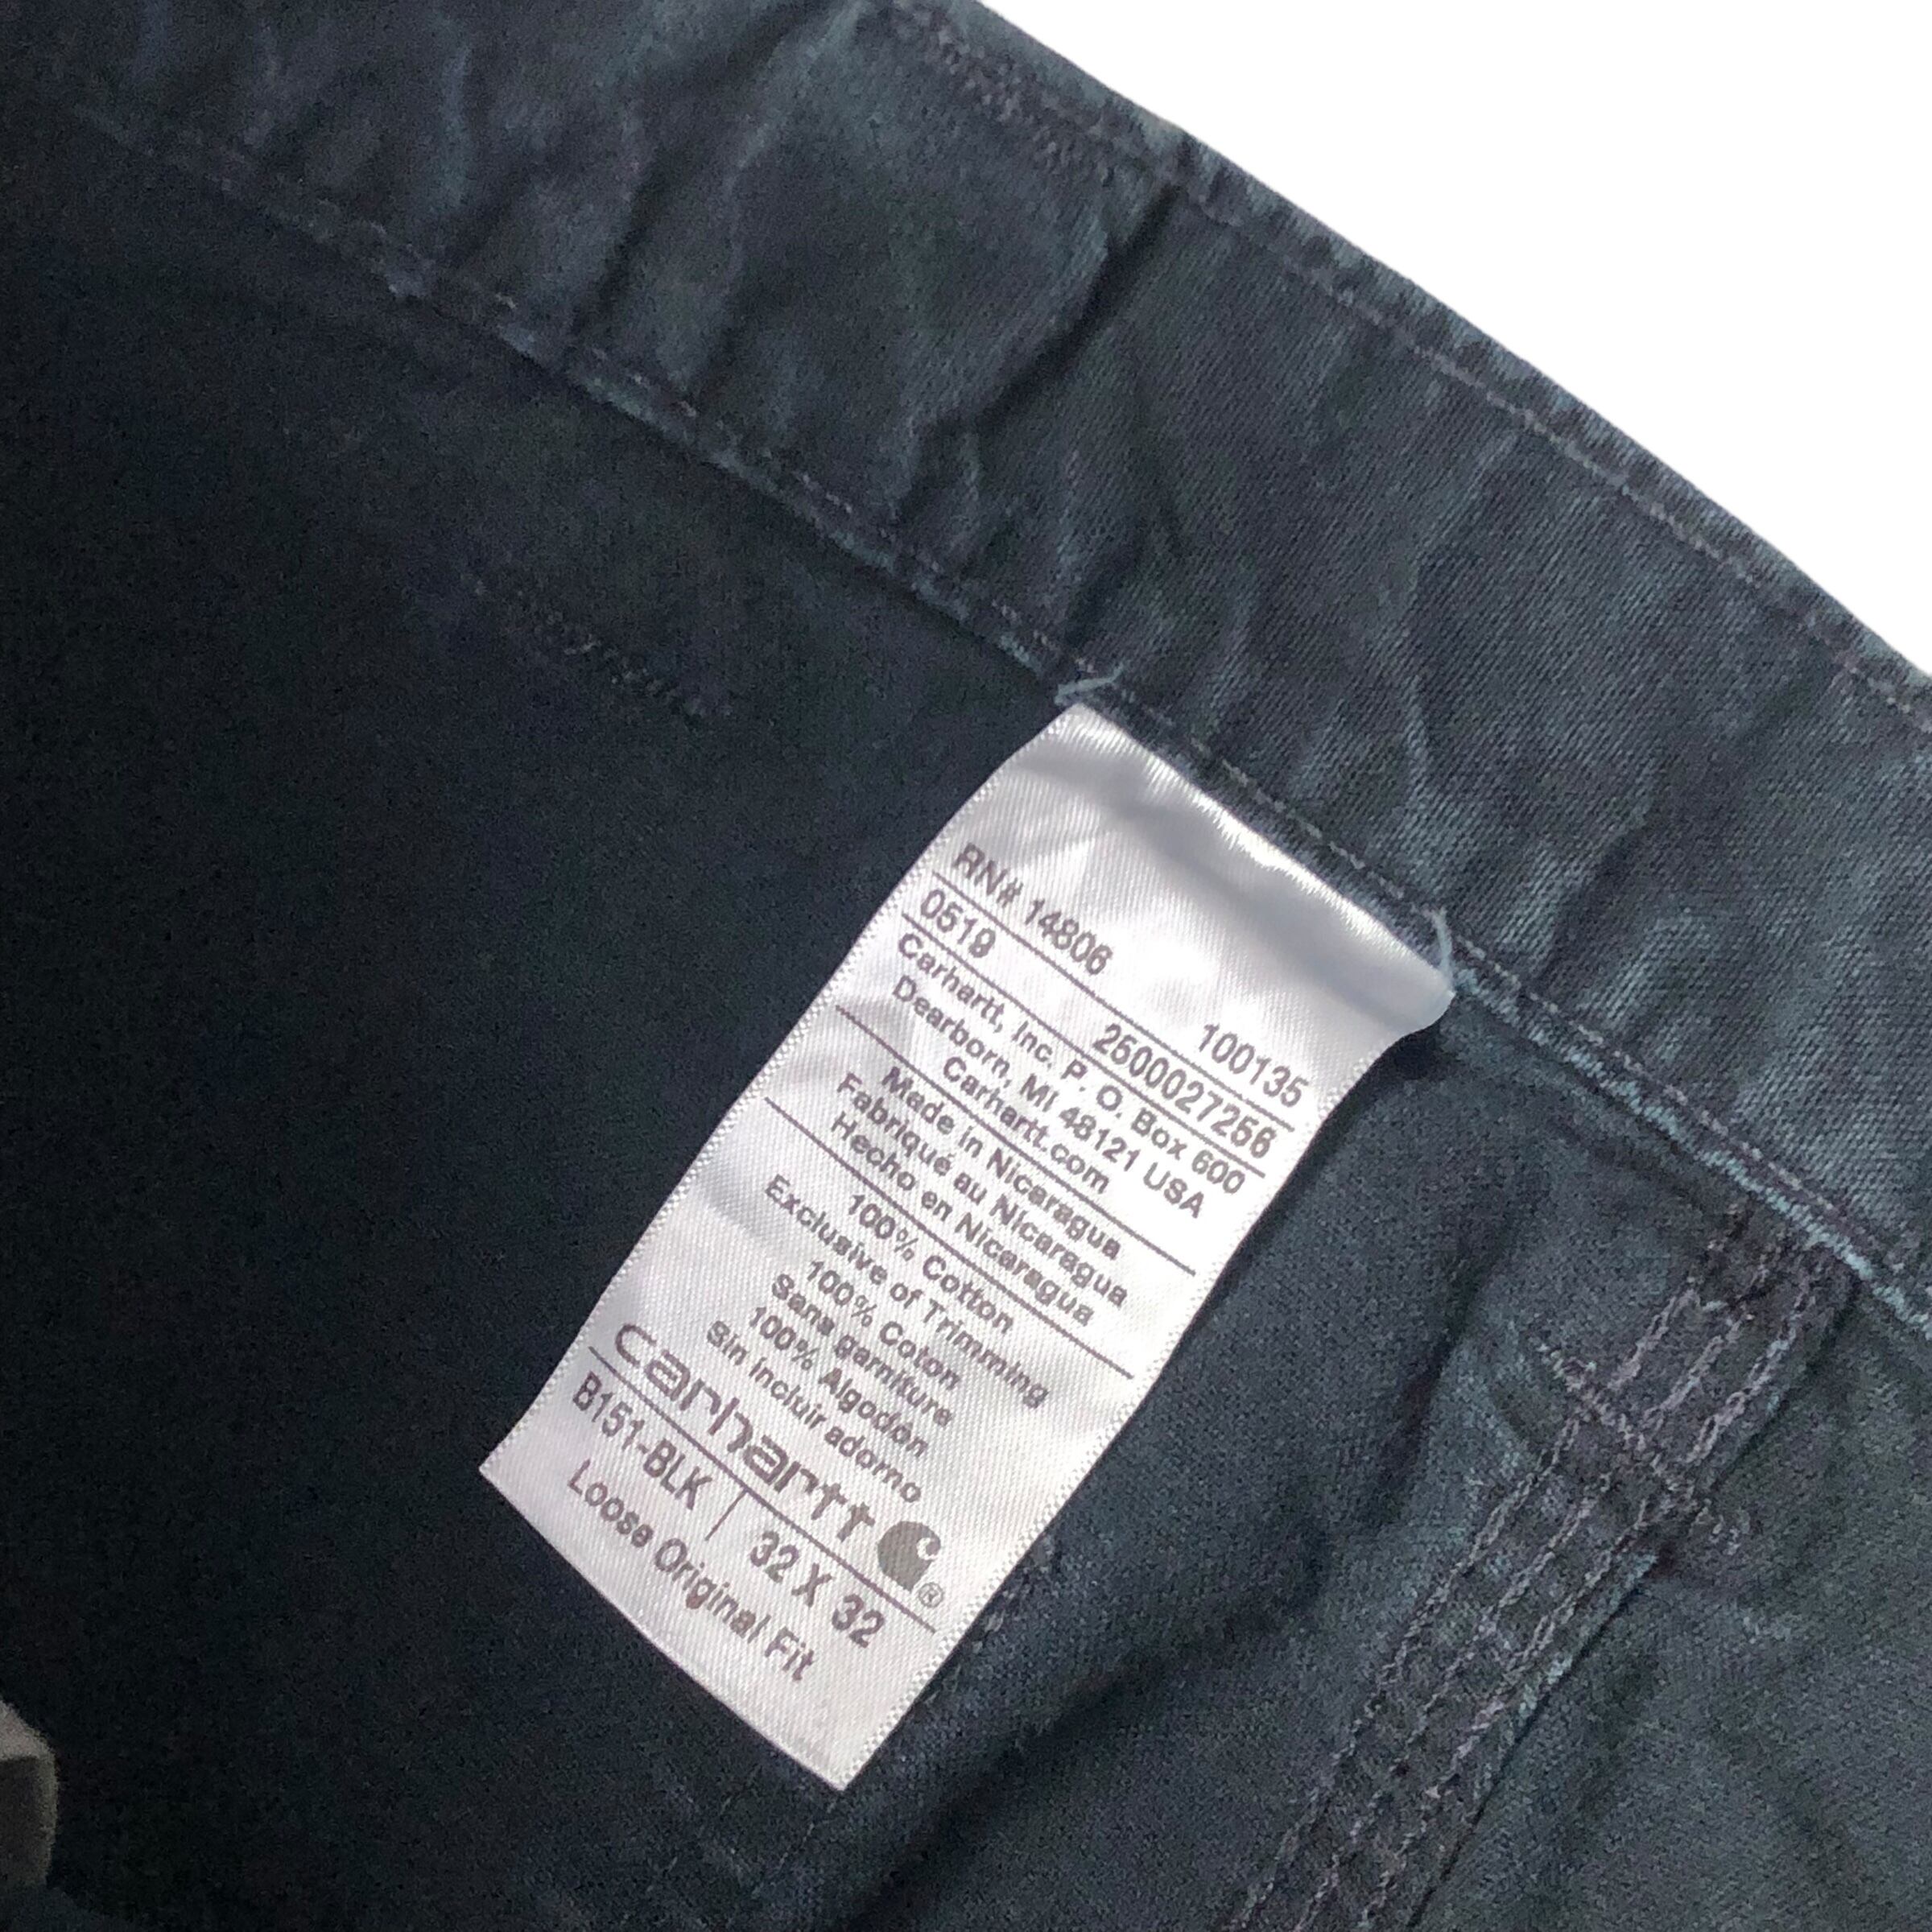 RN# 14806 100135
0519 2500027256
Carhartt, Inc. P. O. Box 600
Dearborn, MI 48121 USA
Carhartt.com
Made in Nicaragua
Fabriqué au Nicaragua
Hecho en Nicaragua
100% Cotton
Exclusive of Trimming
100% Coton
Sans garniture
100% Algodón
Sin incluir adorno
carhartt ®
B151-BLK | 32 X 32
Loose Original Fit